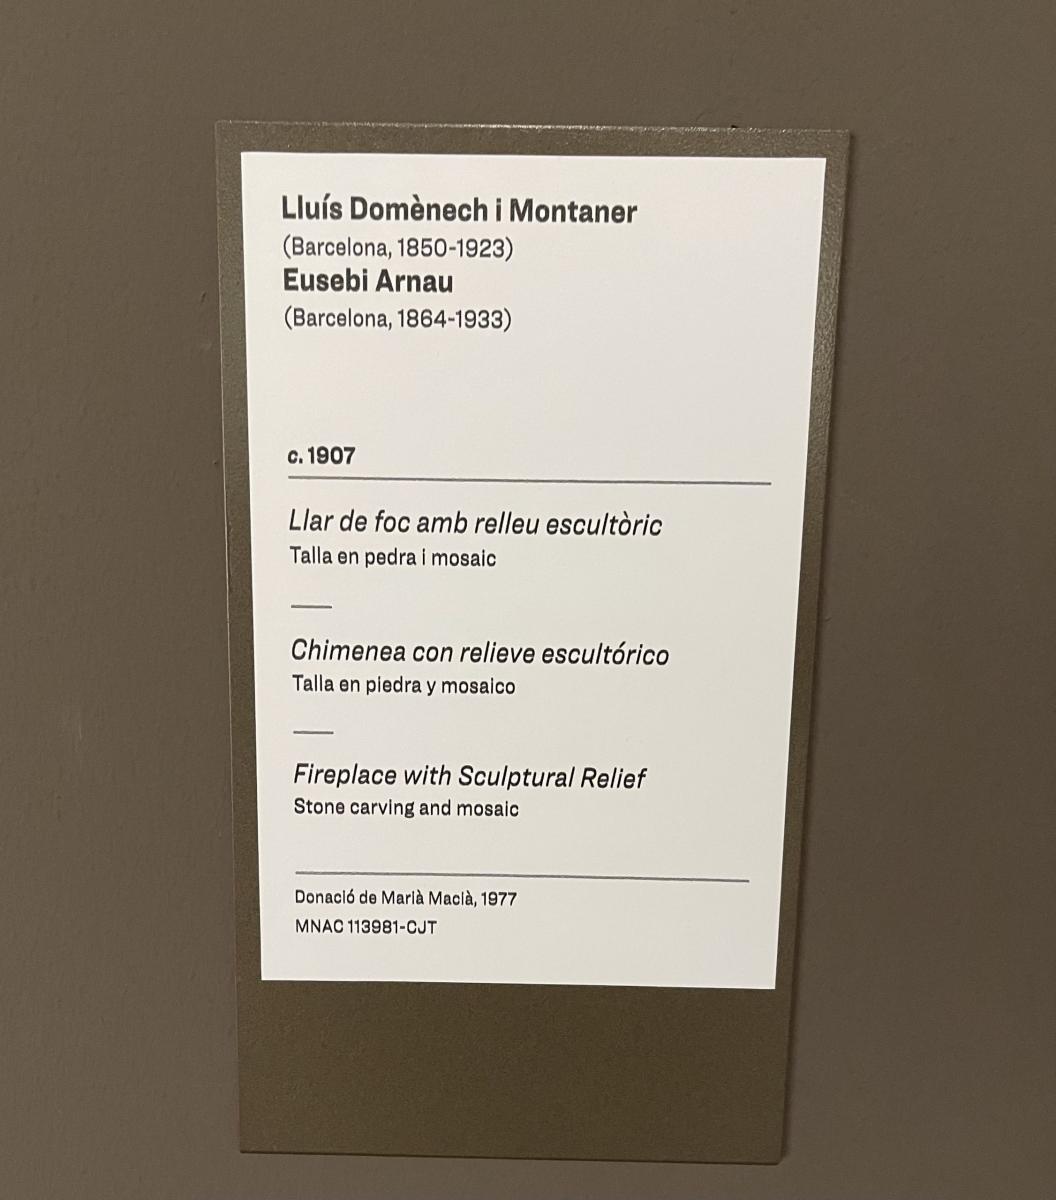 Lluís Domènech i Montaner
(Barcelona, 1850-1923)
Eusebi Arnau
(Barcelona, 1864-1933)
c. 1907
Llar de foc amb relleu escultòric
Talla en pedra i mosaic
Chimenea con relieve escultórico
Talla en piedra y mosaico
Fireplace with Sculptural Relief
Stone carving and mosaic
Donació de Marià Macià, 1977
MNAC 113981-CJT